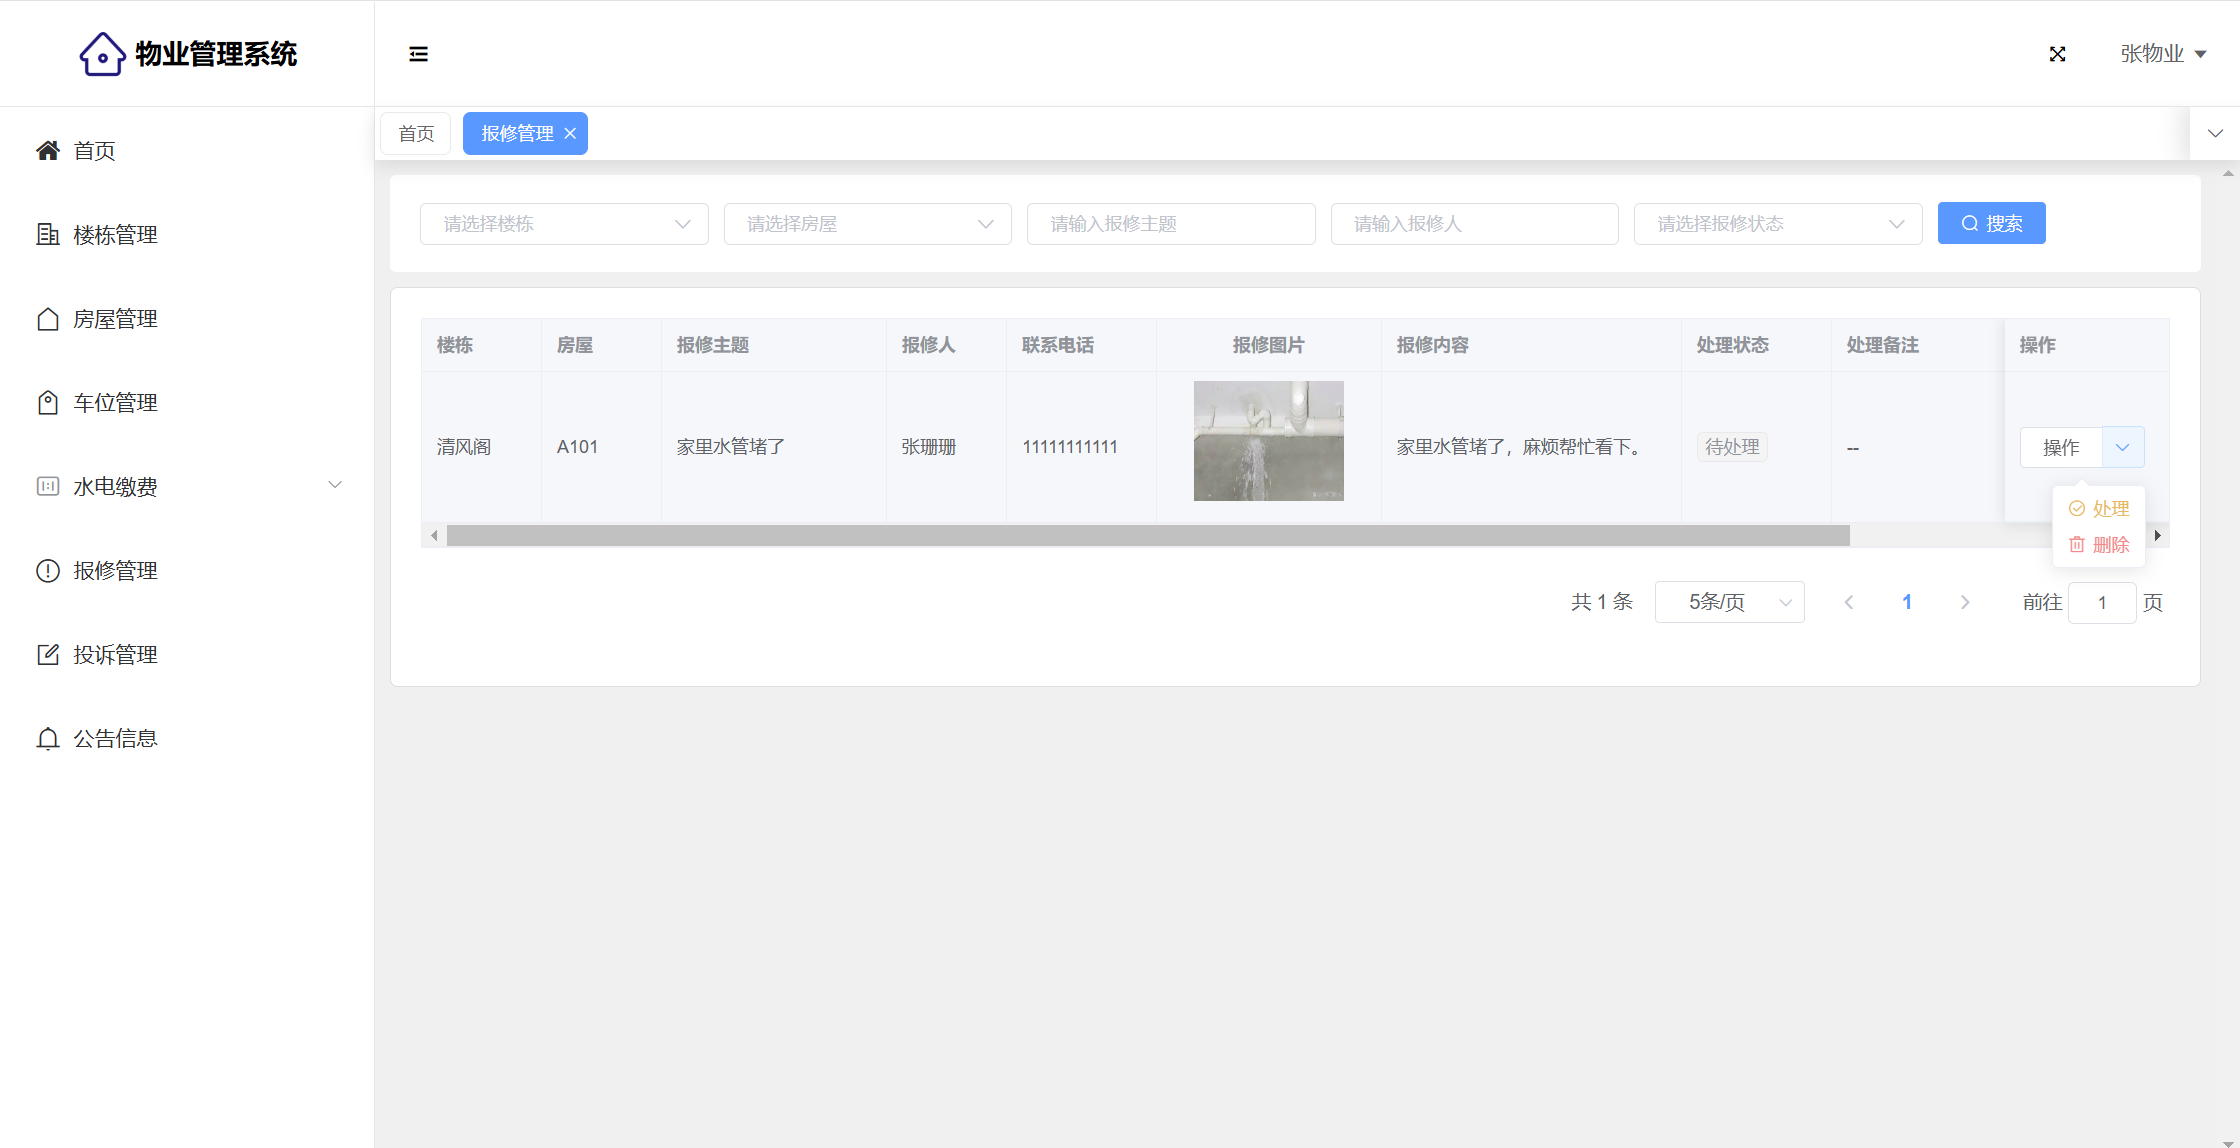 物业管理系统
张物业
首页
楼栋管理
房屋管理
车位管理
水电缴费
报修管理
投诉管理
公告信息
首页
报修管理
请选择楼栋
请选择房屋
请输入报修主题
请输入报修人
请选择报修状态
搜索
楼栋 房屋 报修主题 报修人 联系电话 报修图片 报修内容 处理状态 处理备注 操作
清风阁 A101 家里水管堵了 张珊珊 11111111111 家里水管堵了，麻烦帮忙看下。 待处理 -- 操作
处理
删除
共 1 条 5条/页 1 前往 1 页